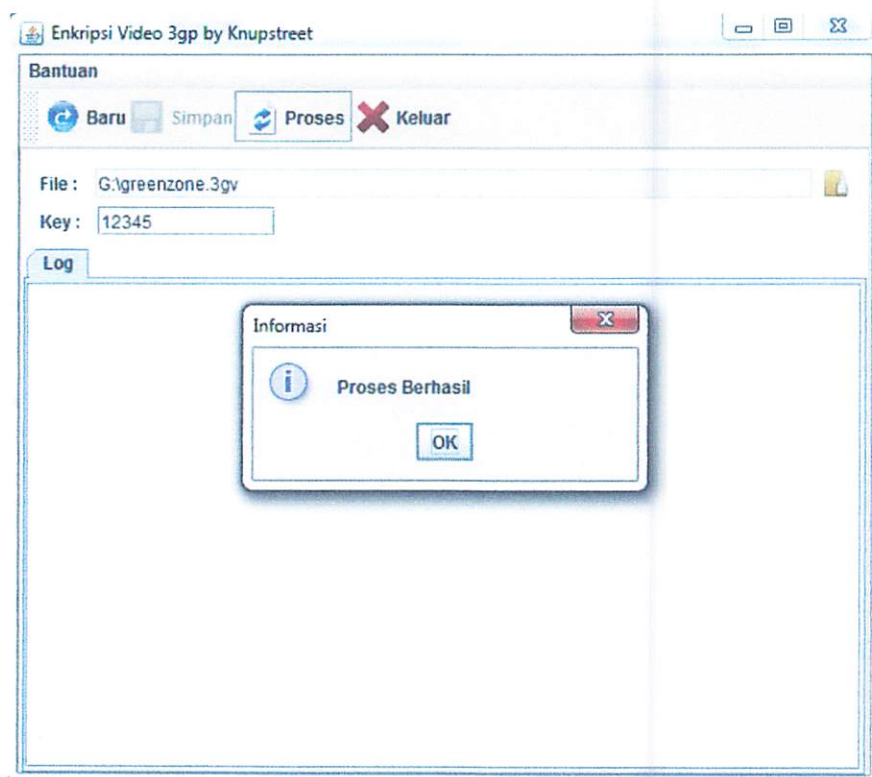 Enkripsi Video 3gp by Knupstreet
Bantuan
Baru Simpan Proses Keluar
File : G:\greenzone.3gv
Key : 12345
Log
Informasi
Proses Berhasil
OK